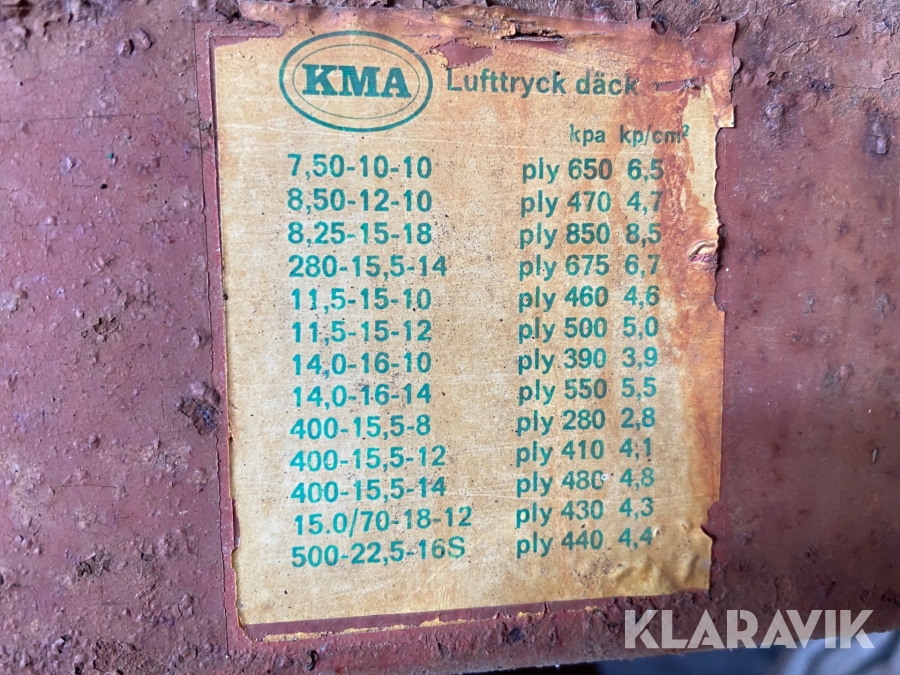 KMA Lufttryck däck
kpa kp/cm²
7,50-10-10 ply 650 6,5
8,50-12-10 ply 470 4,7
8,25-15-18 ply 850 8,5
280-15,5-14 ply 675 6,7
11,5-15-10 ply 460 4,6
11,5-15-12 ply 500 5,0
14,0-16-10 ply 390 3,9
14,0-16-14 ply 550 5,5
400-15,5-8 ply 280 2,8
400-15,5-12 ply 410 4,1
400-15,5-14 ply 480 4,8
15.0/70-18-12 ply 430 4,3
500-22,5-16S ply 440 4,4
KLARAVIK